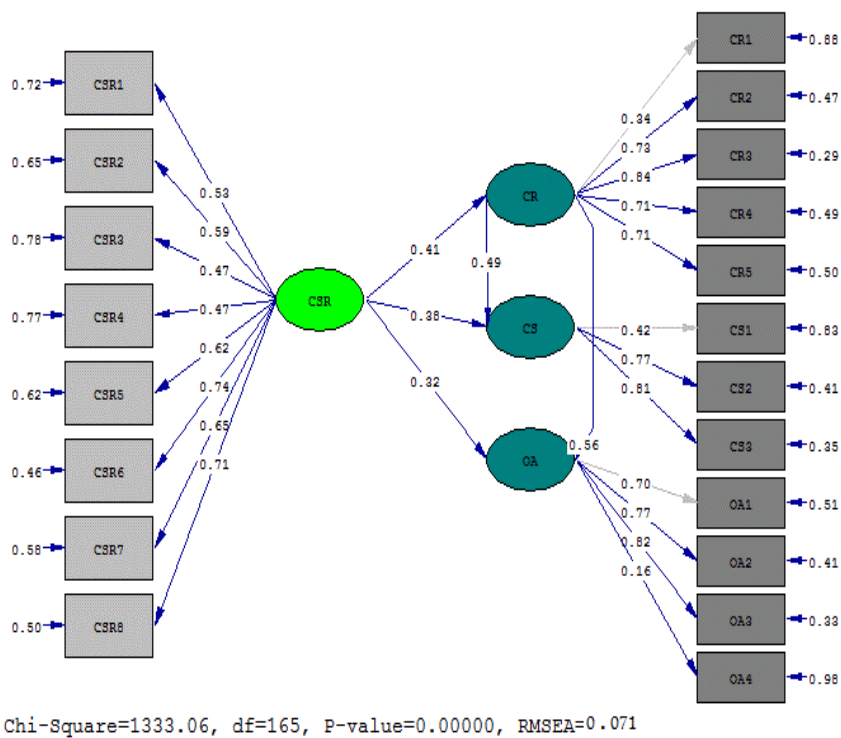 CR1
0.88
0.72
CSR1
CR2
0.47
0.34
0.73
CR3
0.29
0.65
CSR2
0.84
0.53
CR
0.71
CR4
0.49
0.59
0.71
0.78
CSR3
0.41
0.47
0.49
CR5
0.50
CSR
0.77
CSR4
0.47
0.38
CS
0.42
CS1
0.83
0.62
0.77
0.32
0.81
CS2
0.41
0.62
CSR5
0.74
0.65
0.56
CS3
0.35
0.71
OA
0.46
CSR6
0.70
OA1
0.51
0.77
0.82
0.58
CSR7
0.16
OA2
0.41
0.50
CSR8
OA3
0.33
OA4
0.98
Chi-Square=1333.06, df=165, P-value=0.00000, RMSEA=0.071